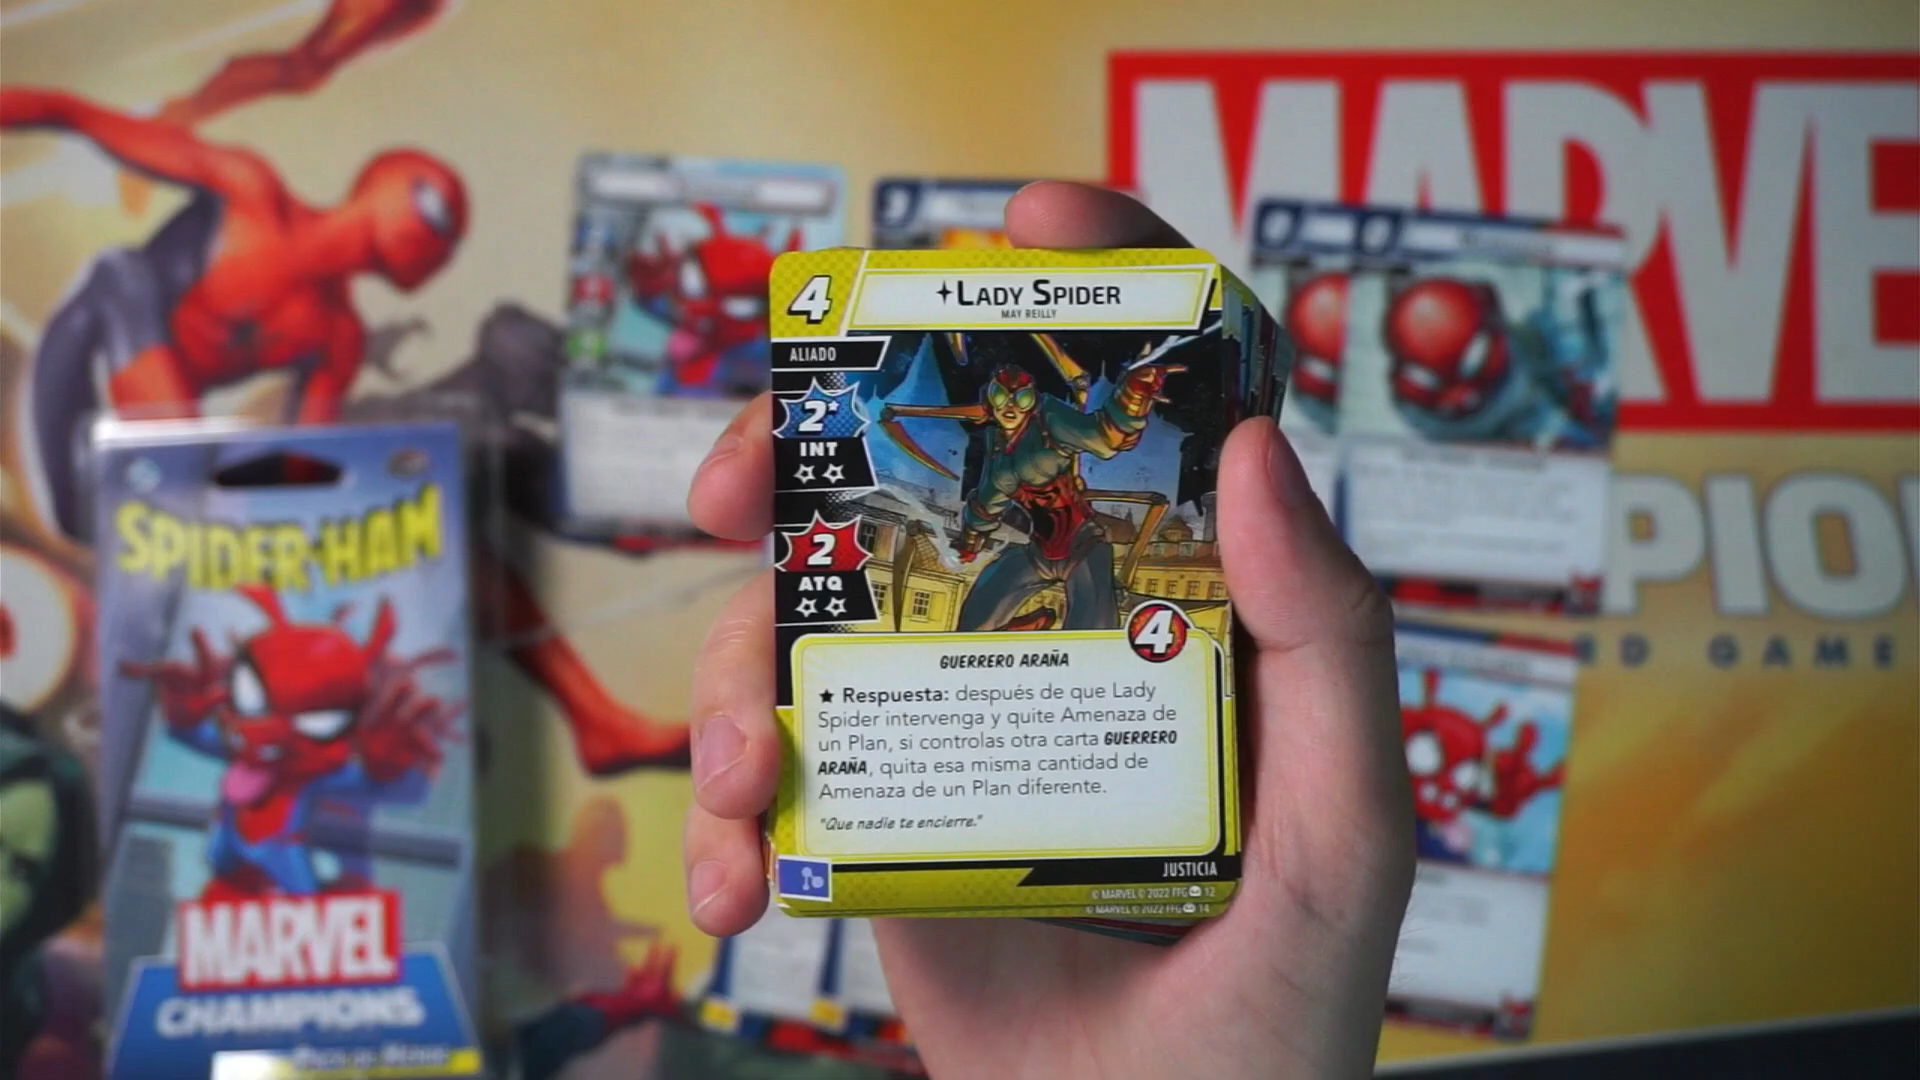 MARVEL
4
LADY SPIDER
MAY REILLY
ALIADO
2*
INT
2
ATQ
4
GUERRERO ARAÑA
★ Respuesta: después de que Lady
Spider intervenga y quite Amenaza de
un Plan, si controlas otra carta GUERRERO
ARAÑA, quita esa misma cantidad de
Amenaza de un Plan diferente.
"Que nadie te encierre."
JUSTICIA
© MARVEL © 2022 FFG 12
© MARVEL © 2022 FFG 14
SPIDER-HAM
MARVEL
CHAMPIONS
PIO
RD GAME